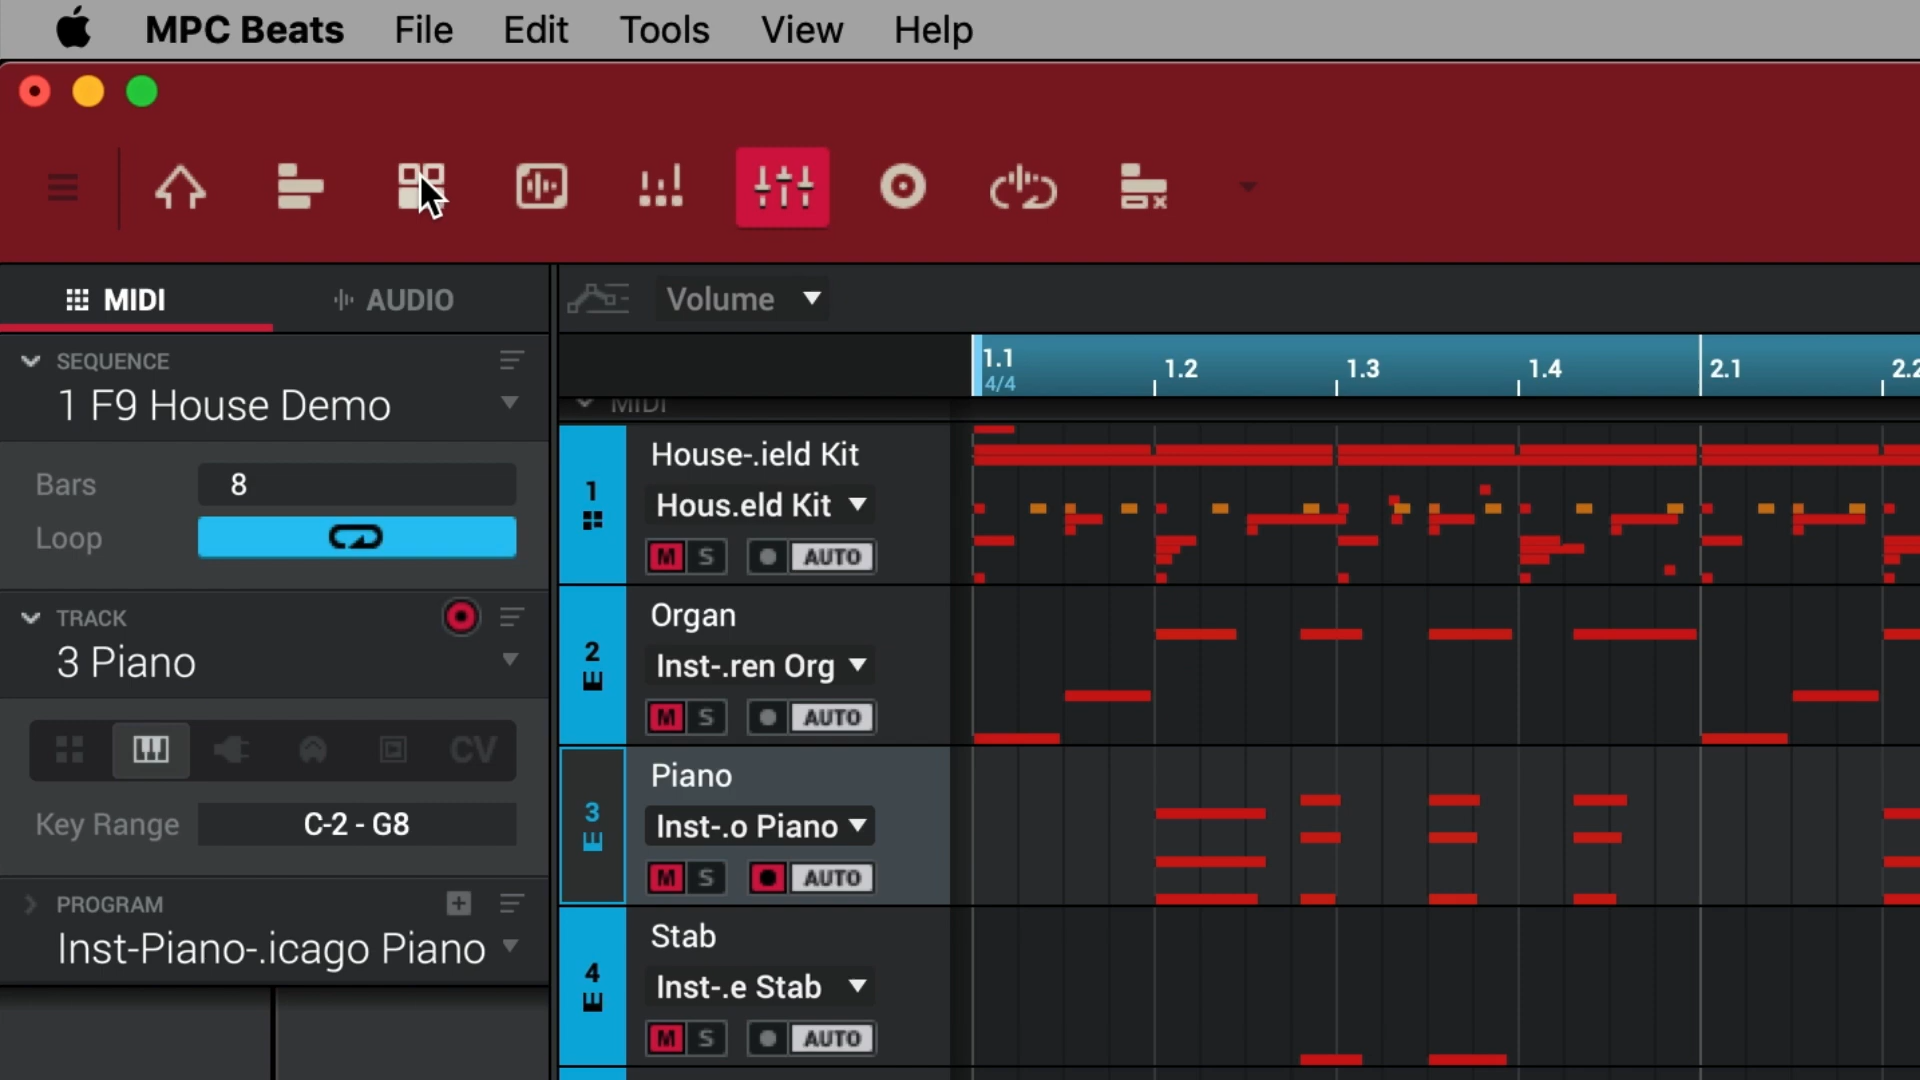 MPC Beats File Edit Tools View Help
MIDI AUDIO
Volume
SEQUENCE
1 F9 House Demo
Bars 8
Loop
TRACK
3 Piano
CV
Key Range C-2 - G8
PROGRAM
Inst-Piano-.icago Piano
1.1 1.2 1.3 1.4 2.1 2.2
4/4
MIDI
1
House-.ield Kit
Hous.eld Kit
M S AUTO
2
Organ
Inst-.ren Org
M S AUTO
3
Piano
Inst-.o Piano
M S AUTO
4
Stab
Inst-.e Stab
M S AUTO